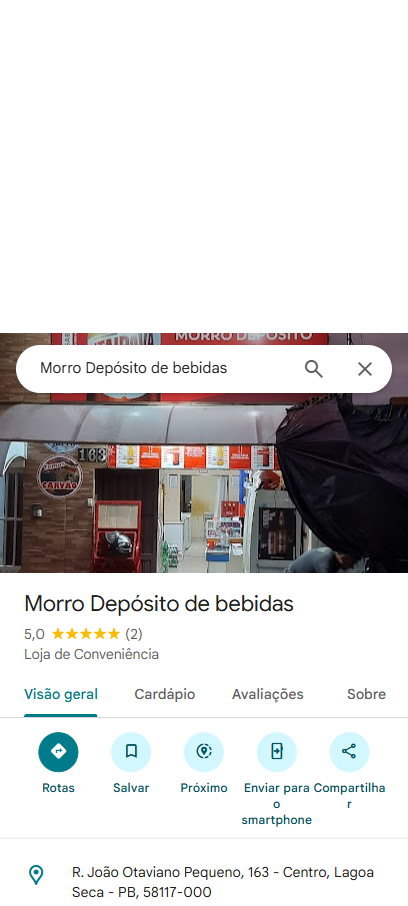 MORRO DEPÓSITO
Morro Depósito de bebidas
163
CARVÃO
Morro Depósito de bebidas
5,0 (2)
Loja de Conveniência
Visão geral Cardápio Avaliações Sobre
Rotas Salvar Próximo Enviar para Compartilha
o r
smartphone
R. João Otaviano Pequeno, 163 - Centro, Lagoa
Seca - PB, 58117-000